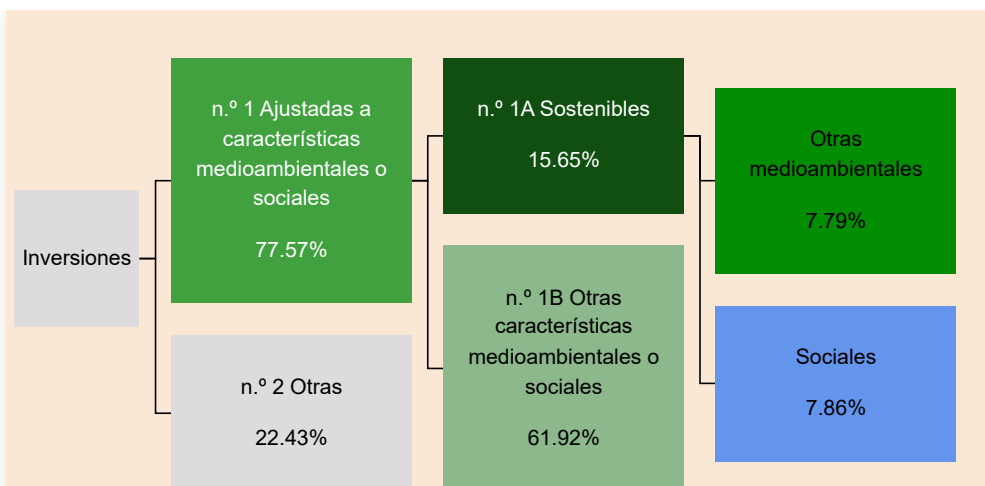 Inversiones
n.º 1 Ajustadas a
características
medioambientales o
sociales
77.57%
n.º 2 Otras
22.43%
n.º 1A Sostenibles
15.65%
n.º 1B Otras
características
medioambientales o
sociales
61.92%
Otras
medioambientales
7.79%
Sociales
7.86%